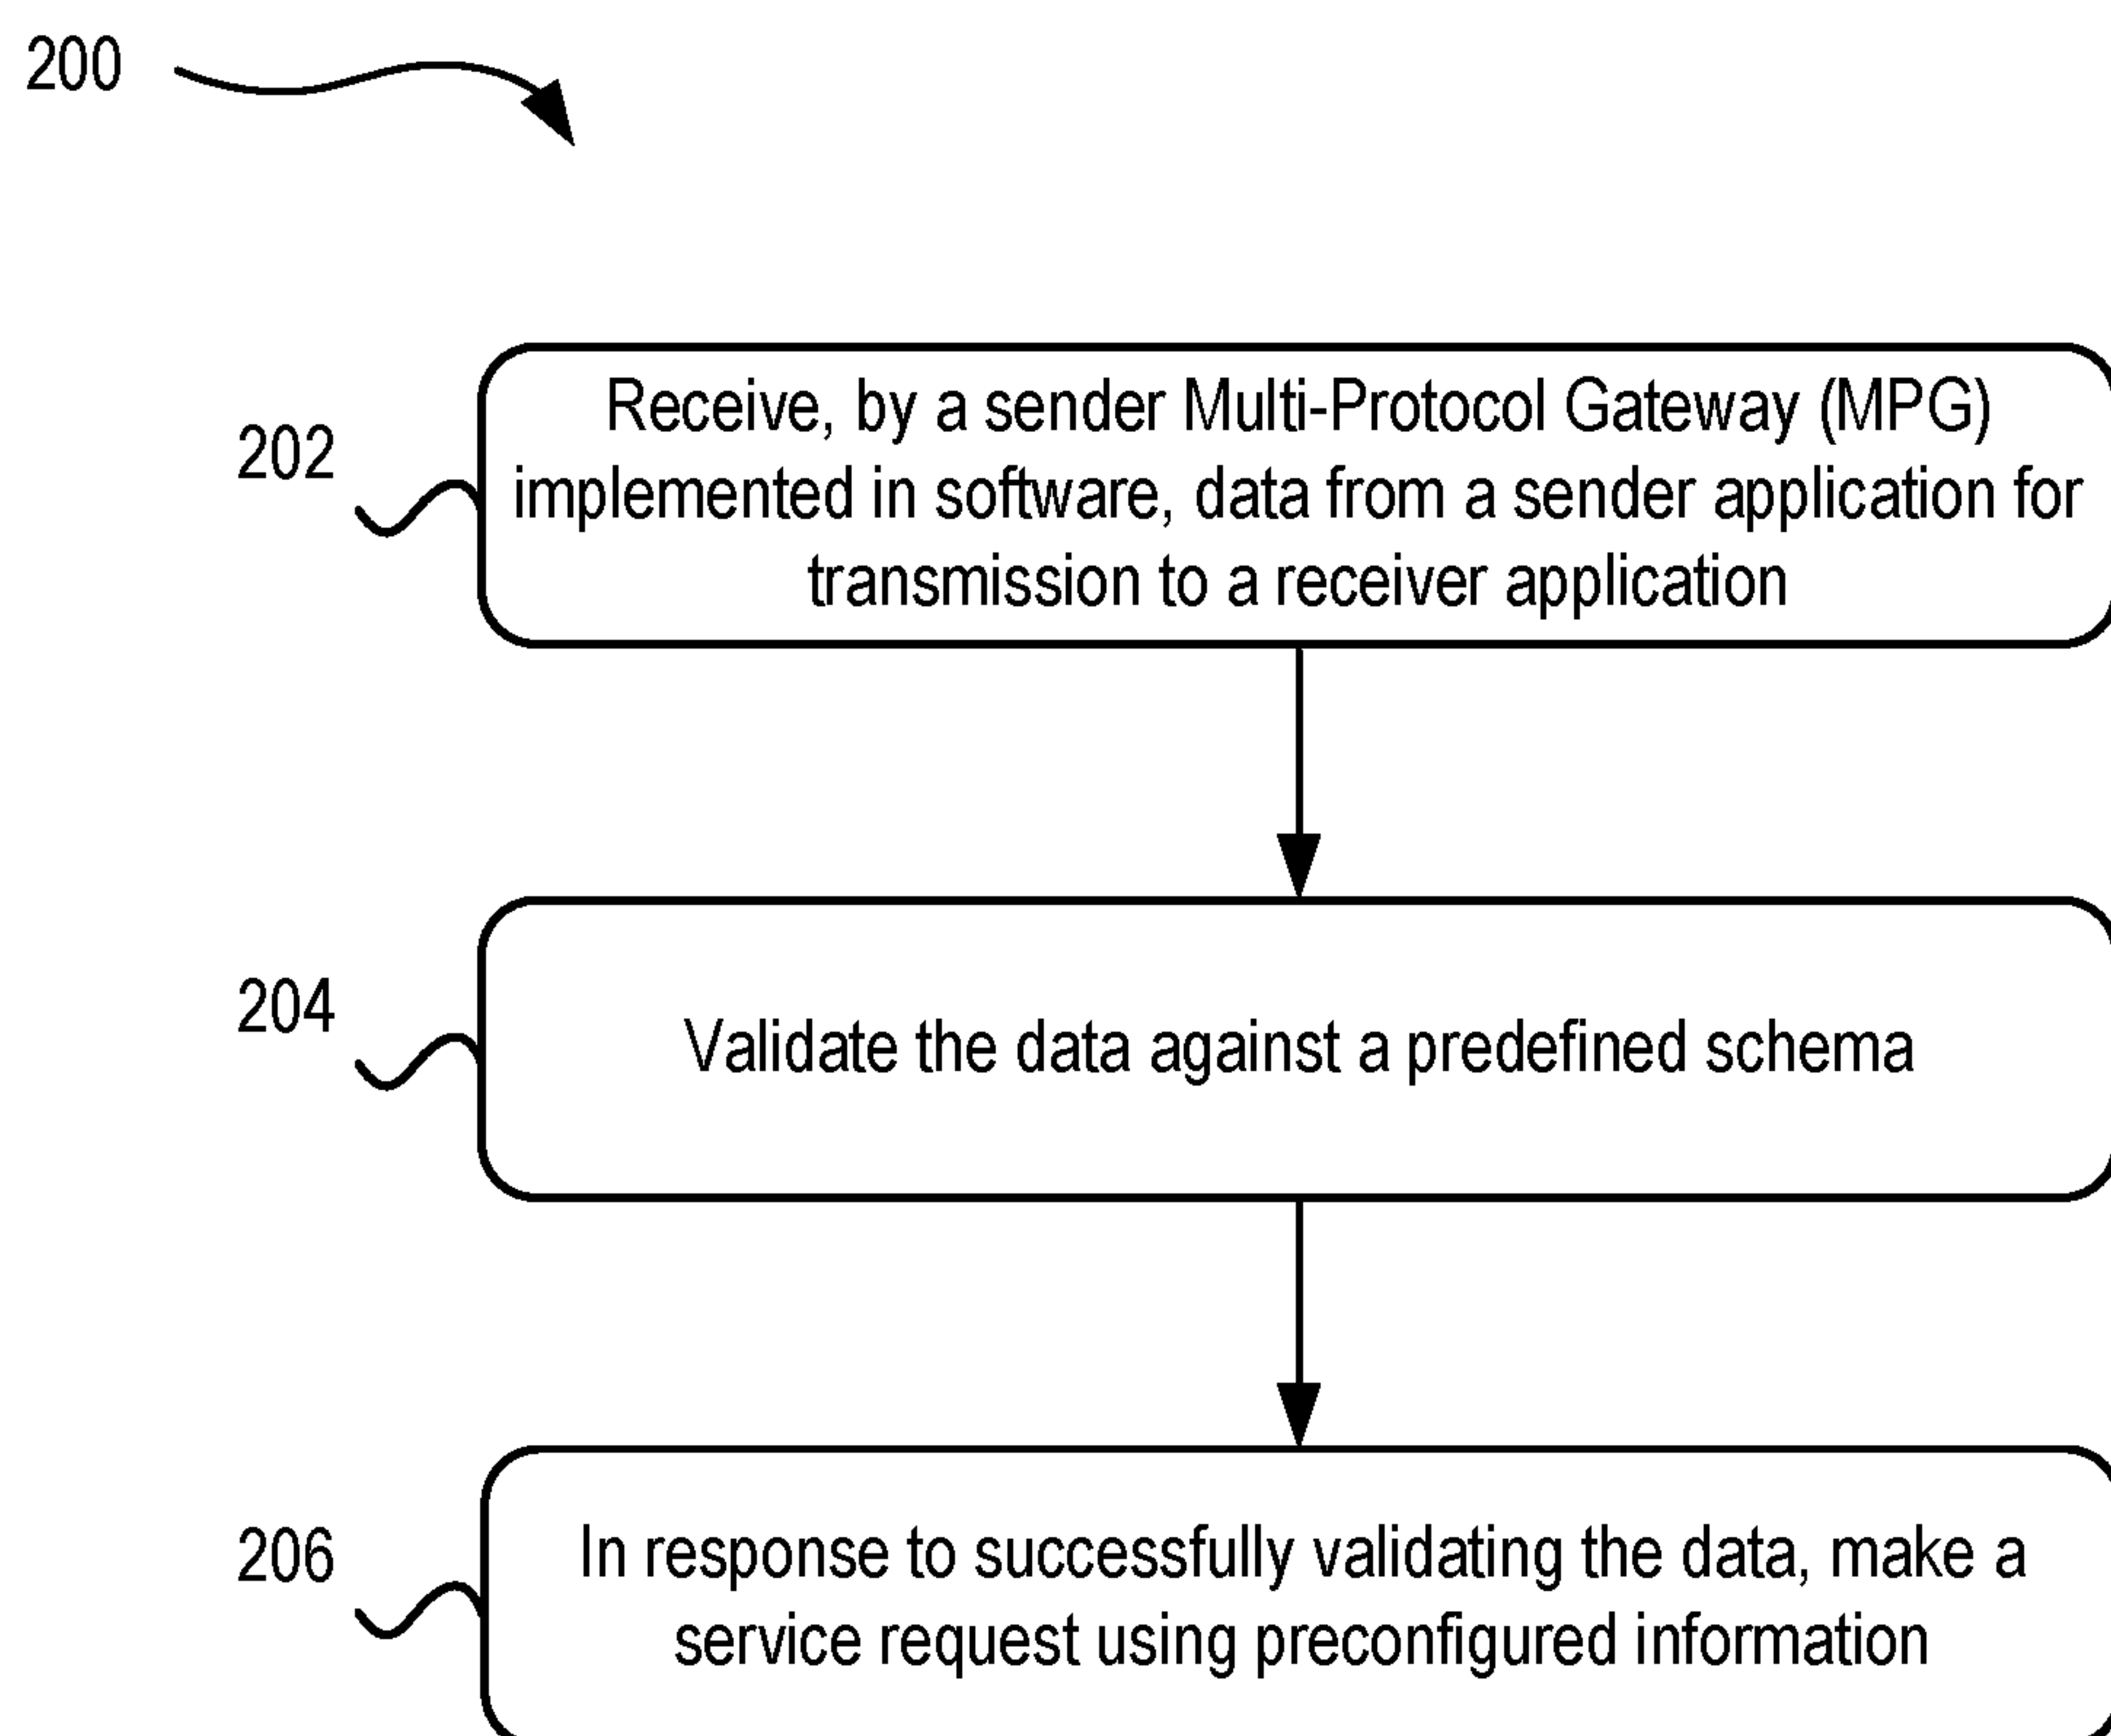 200
202
Receive, by a sender Multi-Protocol Gateway (MPG)
implemented in software, data from a sender application for
transmission to a receiver application
204
Validate the data against a predefined schema
206
In response to successfully validating the data, make a
service request using preconfigured information